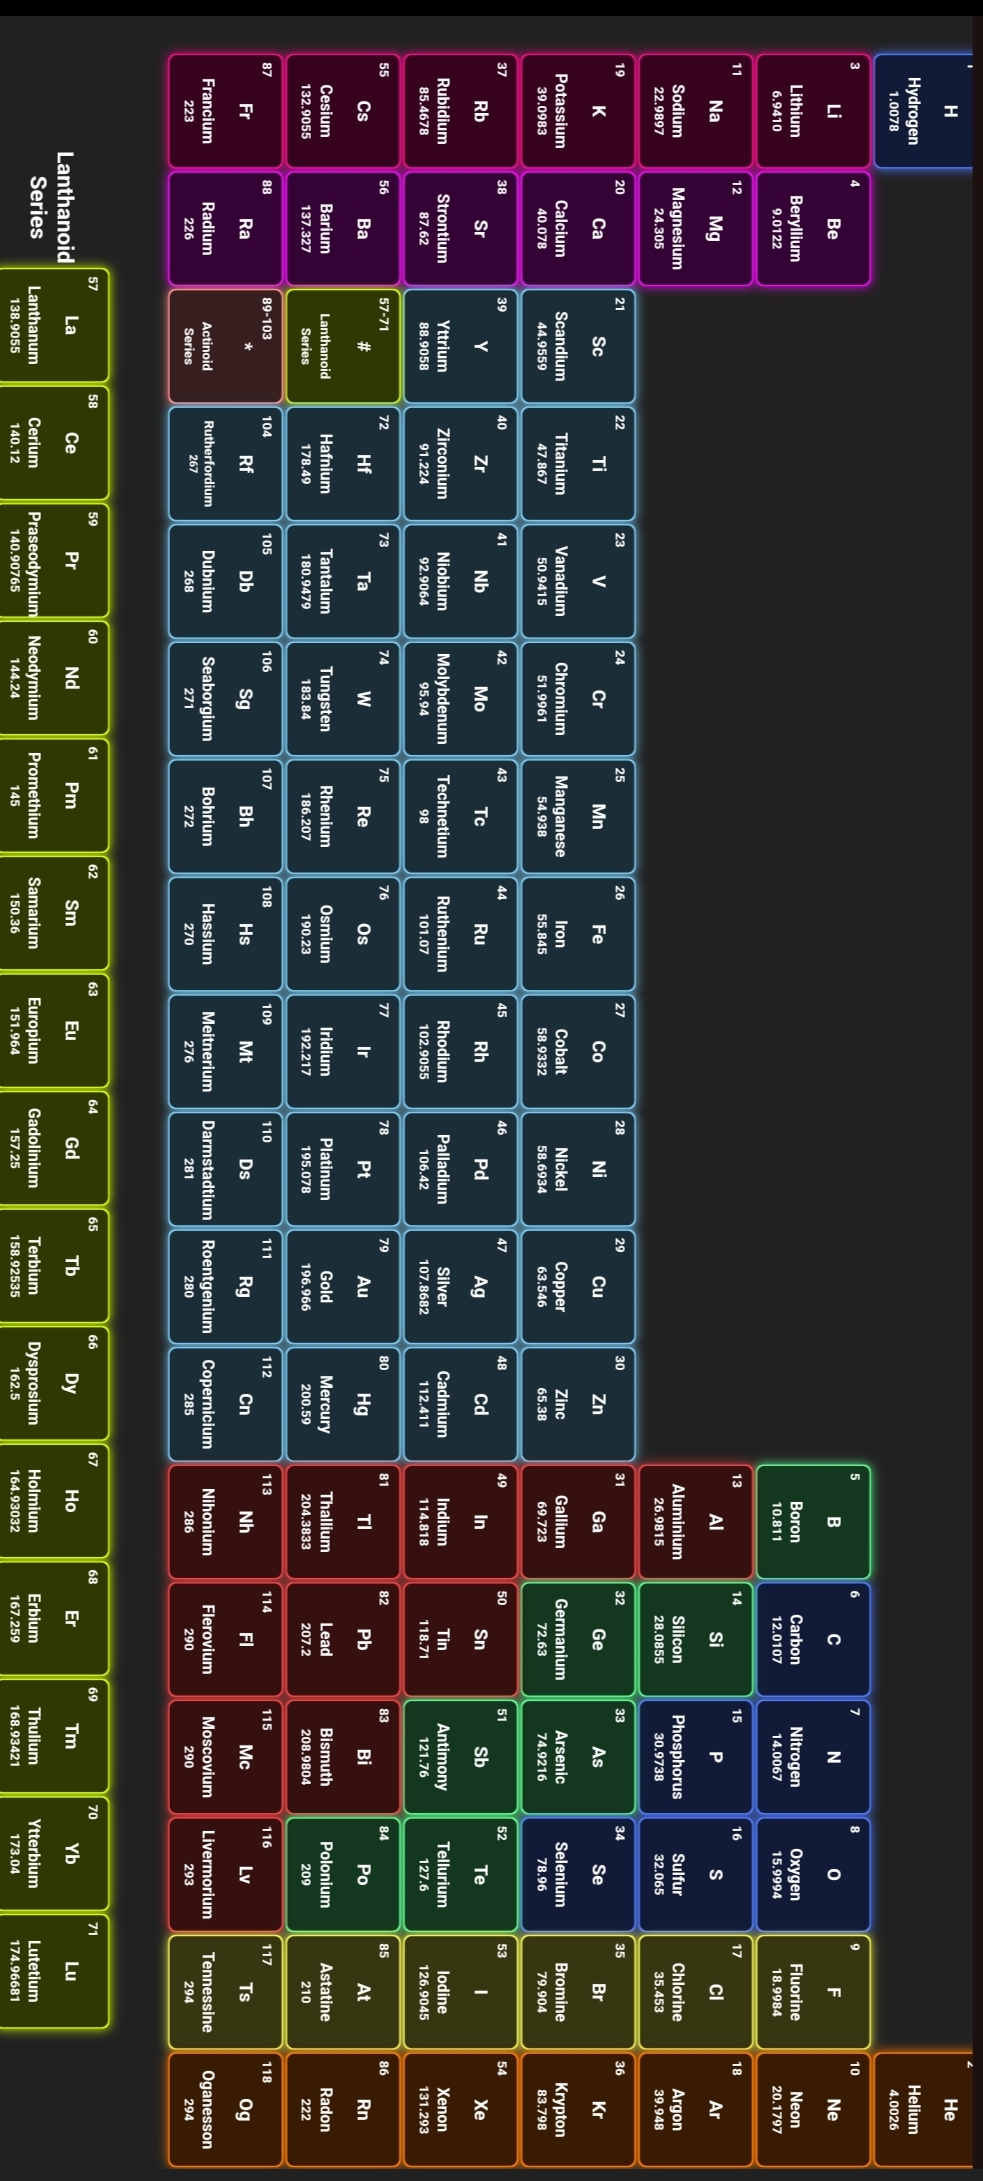 H
Hydrogen
1.0078
He
Helium
4.0026
3
Li
Lithium
6.9410
4
Be
Beryllium
9.0122
5
B
Boron
10.811
6
C
Carbon
12.0107
7
N
Nitrogen
14.0067
8
O
Oxygen
15.9994
9
F
Fluorine
18.9984
10
Ne
Neon
20.1797
11
Na
Sodium
22.9897
12
Mg
Magnesium
24.305
13
Al
Aluminium
26.9815
14
Si
Silicon
28.0855
15
P
Phosphorus
30.9738
16
S
Sulfur
32.065
17
Cl
Chlorine
35.453
18
Ar
Argon
39.948
19
K
Potassium
39.0983
20
Ca
Calcium
40.078
21
Sc
Scandium
44.9559
22
Ti
Titanium
47.867
23
V
Vanadium
50.9415
24
Cr
Chromium
51.9961
25
Mn
Manganese
54.938
26
Fe
Iron
55.845
27
Co
Cobalt
58.9332
28
Ni
Nickel
58.6934
29
Cu
Copper
63.546
30
Zn
Zinc
65.38
31
Ga
Gallium
69.723
32
Ge
Germanium
72.63
33
As
Arsenic
74.9216
34
Se
Selenium
78.96
35
Br
Bromine
79.904
36
Kr
Krypton
83.798
37
Rb
Rubidium
85.4678
38
Sr
Strontium
87.62
39
Y
Yttrium
88.9058
40
Zr
Zirconium
91.224
41
Nb
Niobium
92.9064
42
Mo
Molybdenum
95.94
43
Tc
Technetium
98
44
Ru
Ruthenium
101.07
45
Rh
Rhodium
102.9055
46
Pd
Palladium
106.42
47
Ag
Silver
107.8682
48
Cd
Cadmium
112.411
49
In
Indium
114.818
50
Sn
Tin
118.71
51
Sb
Antimony
121.76
52
Te
Tellurium
127.6
53
I
Iodine
126.9045
54
Xe
Xenon
131.293
55
Cs
Cesium
132.9055
56
Ba
Barium
137.327
57-71
#
Lanthanoid
Series
72
Hf
Hafnium
178.49
73
Ta
Tantalum
180.9479
74
W
Tungsten
183.84
75
Re
Rhenium
186.207
76
Os
Osmium
190.23
77
Ir
Iridium
192.217
78
Pt
Platinum
195.078
79
Au
Gold
196.966
80
Hg
Mercury
200.59
81
Tl
Thallium
204.3833
82
Pb
Lead
207.2
83
Bi
Bismuth
208.9804
84
Po
Polonium
209
85
At
Astatine
210
86
Rn
Radon
222
87
Fr
Francium
223
88
Ra
Radium
226
89-103
*
Actinoid
Series
104
Rf
Rutherfordium
267
105
Db
Dubnium
268
106
Sg
Seaborgium
271
107
Bh
Bohrium
272
108
Hs
Hassium
270
109
Mt
Meitnerium
276
110
Ds
Darmstadtium
281
111
Rg
Roentgenium
280
112
Cn
Copernicium
285
113
Nh
Nihonium
286
114
Fl
Flerovium
290
115
Mc
Moscovium
290
116
Lv
Livermorium
293
117
Ts
Tennessine
294
118
Og
Oganesson
294
Lanthanoid
Series
57
La
Lanthanum
138.9055
58
Ce
Cerium
140.12
59
Pr
Praseodymium
140.90765
60
Nd
Neodymium
144.24
61
Pm
Promethium
145
62
Sm
Samarium
150.36
63
Eu
Europium
151.964
64
Gd
Gadolinium
157.25
65
Tb
Terbium
158.92535
66
Dy
Dysprosium
162.5
67
Ho
Holmium
164.93032
68
Er
Erbium
167.259
69
Tm
Thulium
168.93421
70
Yb
Ytterbium
173.04
71
Lu
Lutetium
174.96681